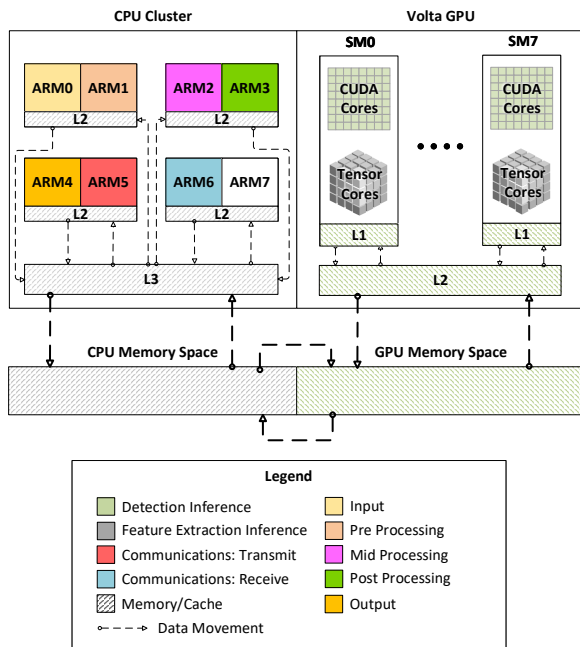 CPU Cluster
Volta GPU
SM0
SM7
ARM0 ARM1
ARM2 ARM3
CUDA
Cores
CUDA
Cores
L2
L2
ARM4 ARM5
ARM6 ARM7
Tensor
Cores
Tensor
Cores
L2
L2
L1
L1
L3
L2
CPU Memory Space
GPU Memory Space
Legend
Detection Inference
Input
Feature Extraction Inference
Pre Processing
Communications: Transmit
Mid Processing
Communications: Receive
Post Processing
Memory/Cache
Output
Data Movement